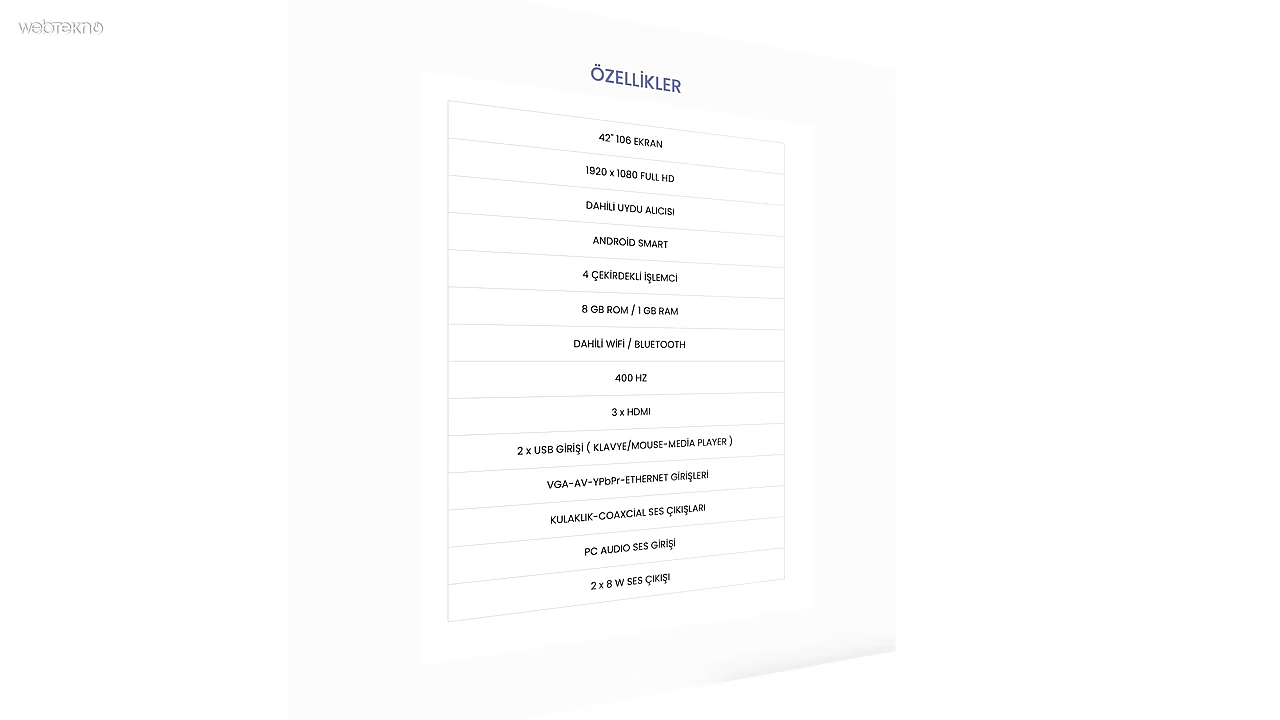 webtekno
ÖZELLİKLER
42" 106 EKRAN
1920 x 1080 FULL HD
DAHİLİ UYDU ALICISI
ANDROİD SMART
4 ÇEKİRDEKLİ İŞLEMCİ
8 GB ROM / 1 GB RAM
DAHİLİ WİFİ / BLUETOOTH
400 HZ
3 x HDMI
2 x USB GİRİŞİ ( KLAVYE/MOUSE-MEDİA PLAYER )
VGA-AV-YPbPr-ETHERNET GİRİŞLERİ
KULAKLIK-COAXCİAL SES ÇIKIŞLARI
PC AUDIO SES GİRİŞİ
2 x 8 W SES ÇIKIŞI